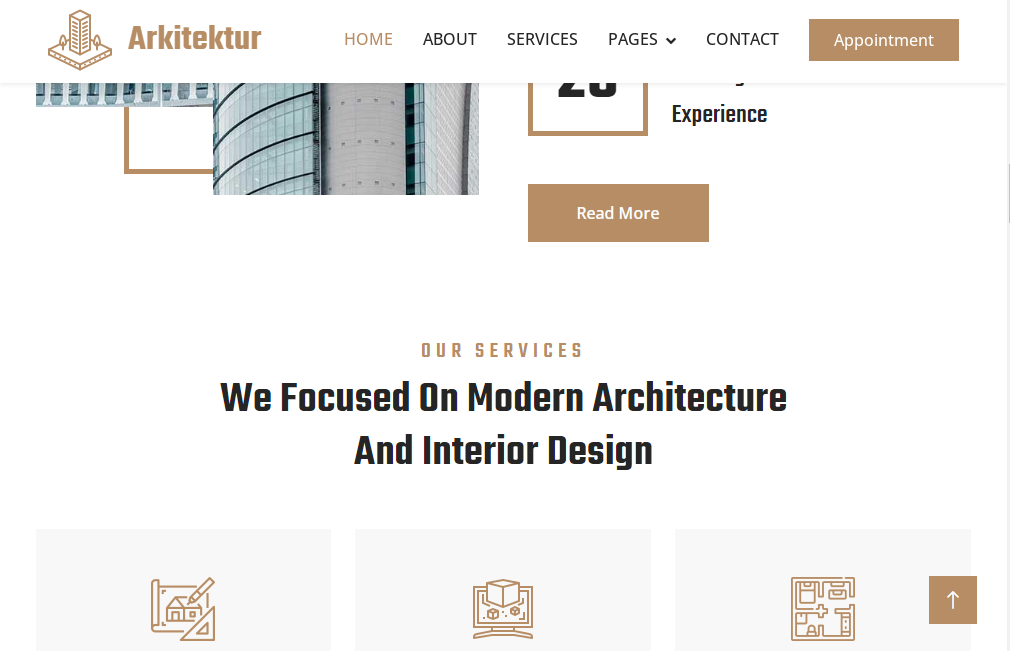 Arkitektur
HOME
ABOUT
SERVICES
PAGES
CONTACT
Appointment
Experience
Read More
OUR SERVICES
We Focused On Modern Architecture
And Interior Design